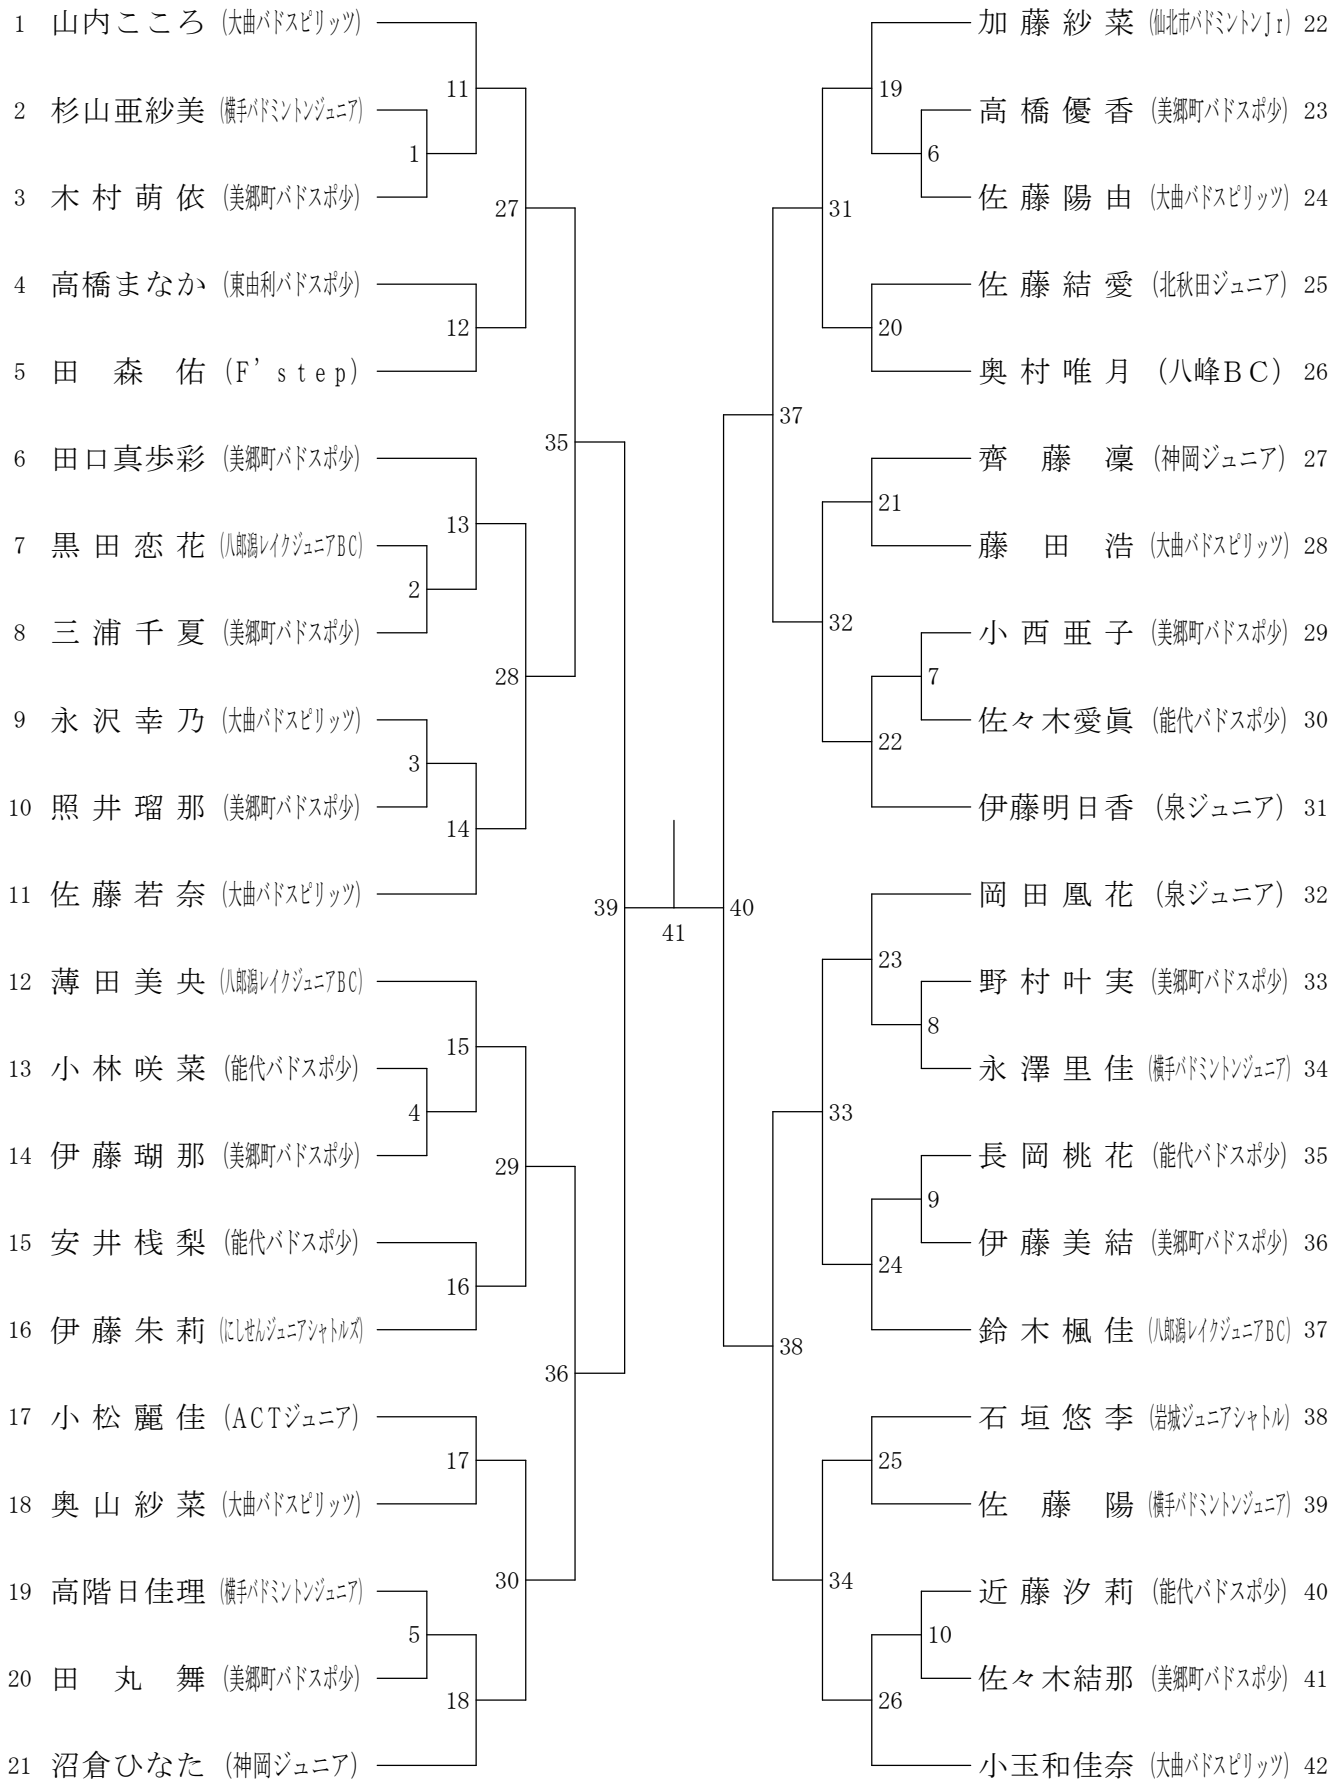 1 山内こころ (大曲バドスピリッツ)
2 杉山亜紗美 (横手バドミントンジュニア)
3 木村萌依 (美郷町バドスポ少)
4 高橋まなか (東由利バドスポ少)
5 田森佑 (F'step)
6 田口真歩彩 (美郷町バドスポ少)
7 黒田恋花 (八郎潟レイクジュニアBC)
8 三浦千夏 (美郷町バドスポ少)
9 永沢幸乃 (大曲バドスピリッツ)
10 照井瑠那 (美郷町バドスポ少)
11 佐藤若奈 (大曲バドスピリッツ)
12 薄田美央 (八郎潟レイクジュニアBC)
13 小林咲菜 (能代バドスポ少)
14 伊藤瑚那 (美郷町バドスポ少)
15 安井桟梨 (能代バドスポ少)
16 伊藤朱莉 (にしせんジュニアシャトルズ)
17 小松麗佳 (ACTジュニア)
18 奥山紗菜 (大曲バドスピリッツ)
19 高階日佳理 (横手バドミントンジュニア)
20 田丸舞 (美郷町バドスポ少)
21 沼倉ひなた (神岡ジュニア)
1
2
3
4
5
11
12
13
14
15
16
17
18
27
28
29
30
35
36
39
41
40
37
38
31
32
33
34
19
20
21
22
23
24
25
26
6
7
8
9
10
加藤紗菜 (仙北市バドミントンJr) 22
高橋優香 (美郷町バドスポ少) 23
佐藤陽由 (大曲バドスピリッツ) 24
佐藤結愛 (北秋田ジュニア) 25
奥村唯月 (八峰BC) 26
齊藤凜 (神岡ジュニア) 27
藤田浩 (大曲バドスピリッツ) 28
小西亜子 (美郷町バドスポ少) 29
佐々木愛眞 (能代バドスポ少) 30
伊藤明日香 (泉ジュニア) 31
岡田凰花 (泉ジュニア) 32
野村叶実 (美郷町バドスポ少) 33
永澤里佳 (横手バドミントンジュニア) 34
長岡桃花 (能代バドスポ少) 35
伊藤美結 (美郷町バドスポ少) 36
鈴木楓佳 (八郎潟レイクジュニアBC) 37
石垣悠李 (岩城ジュニアシャトル) 38
佐藤陽 (横手バドミントンジュニア) 39
近藤汐莉 (能代バドスポ少) 40
佐々木結那 (美郷町バドスポ少) 41
小玉和佳奈 (大曲バドスピリッツ) 42